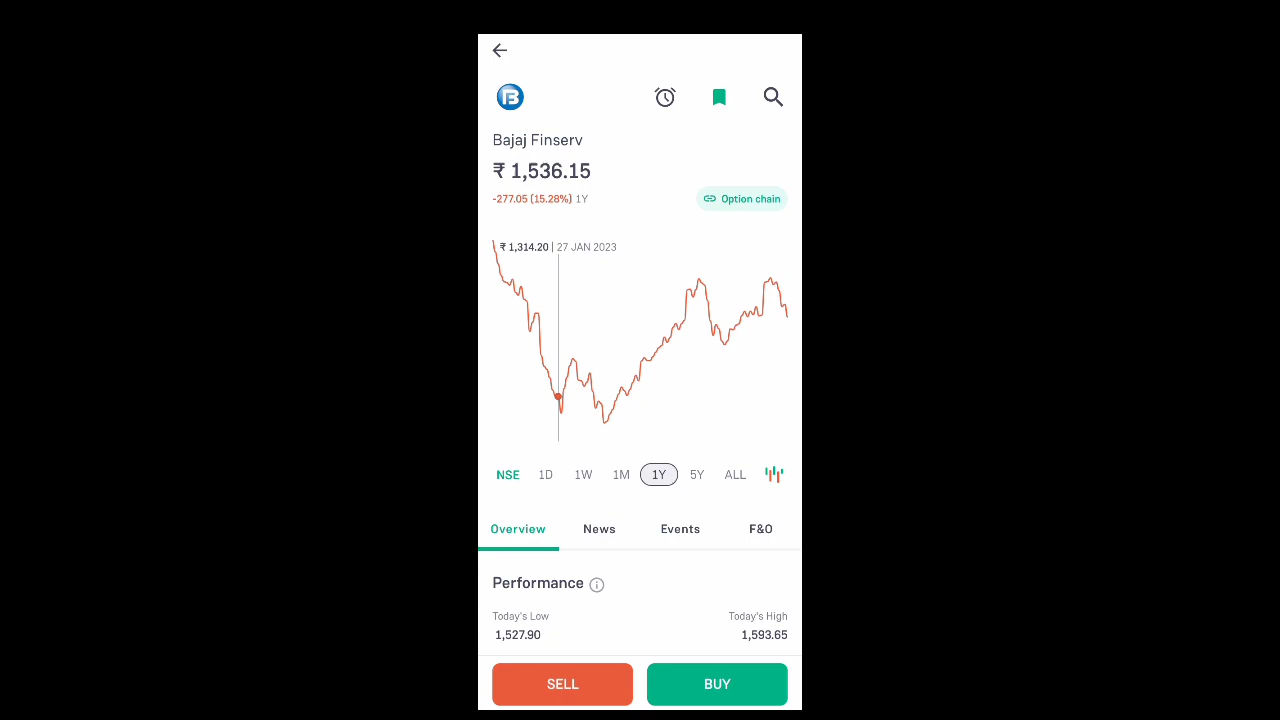 Bajaj Finserv
₹ 1,536.15
-277.05 (15.28%) 1Y
Option chain
₹ 1,314.20 | 27 JAN 2023
NSE 1D 1W 1M 1Y 5Y ALL
Overview News Events F&O
Performance
Today's Low Today's High
1,527.90 1,593.65
SELL BUY